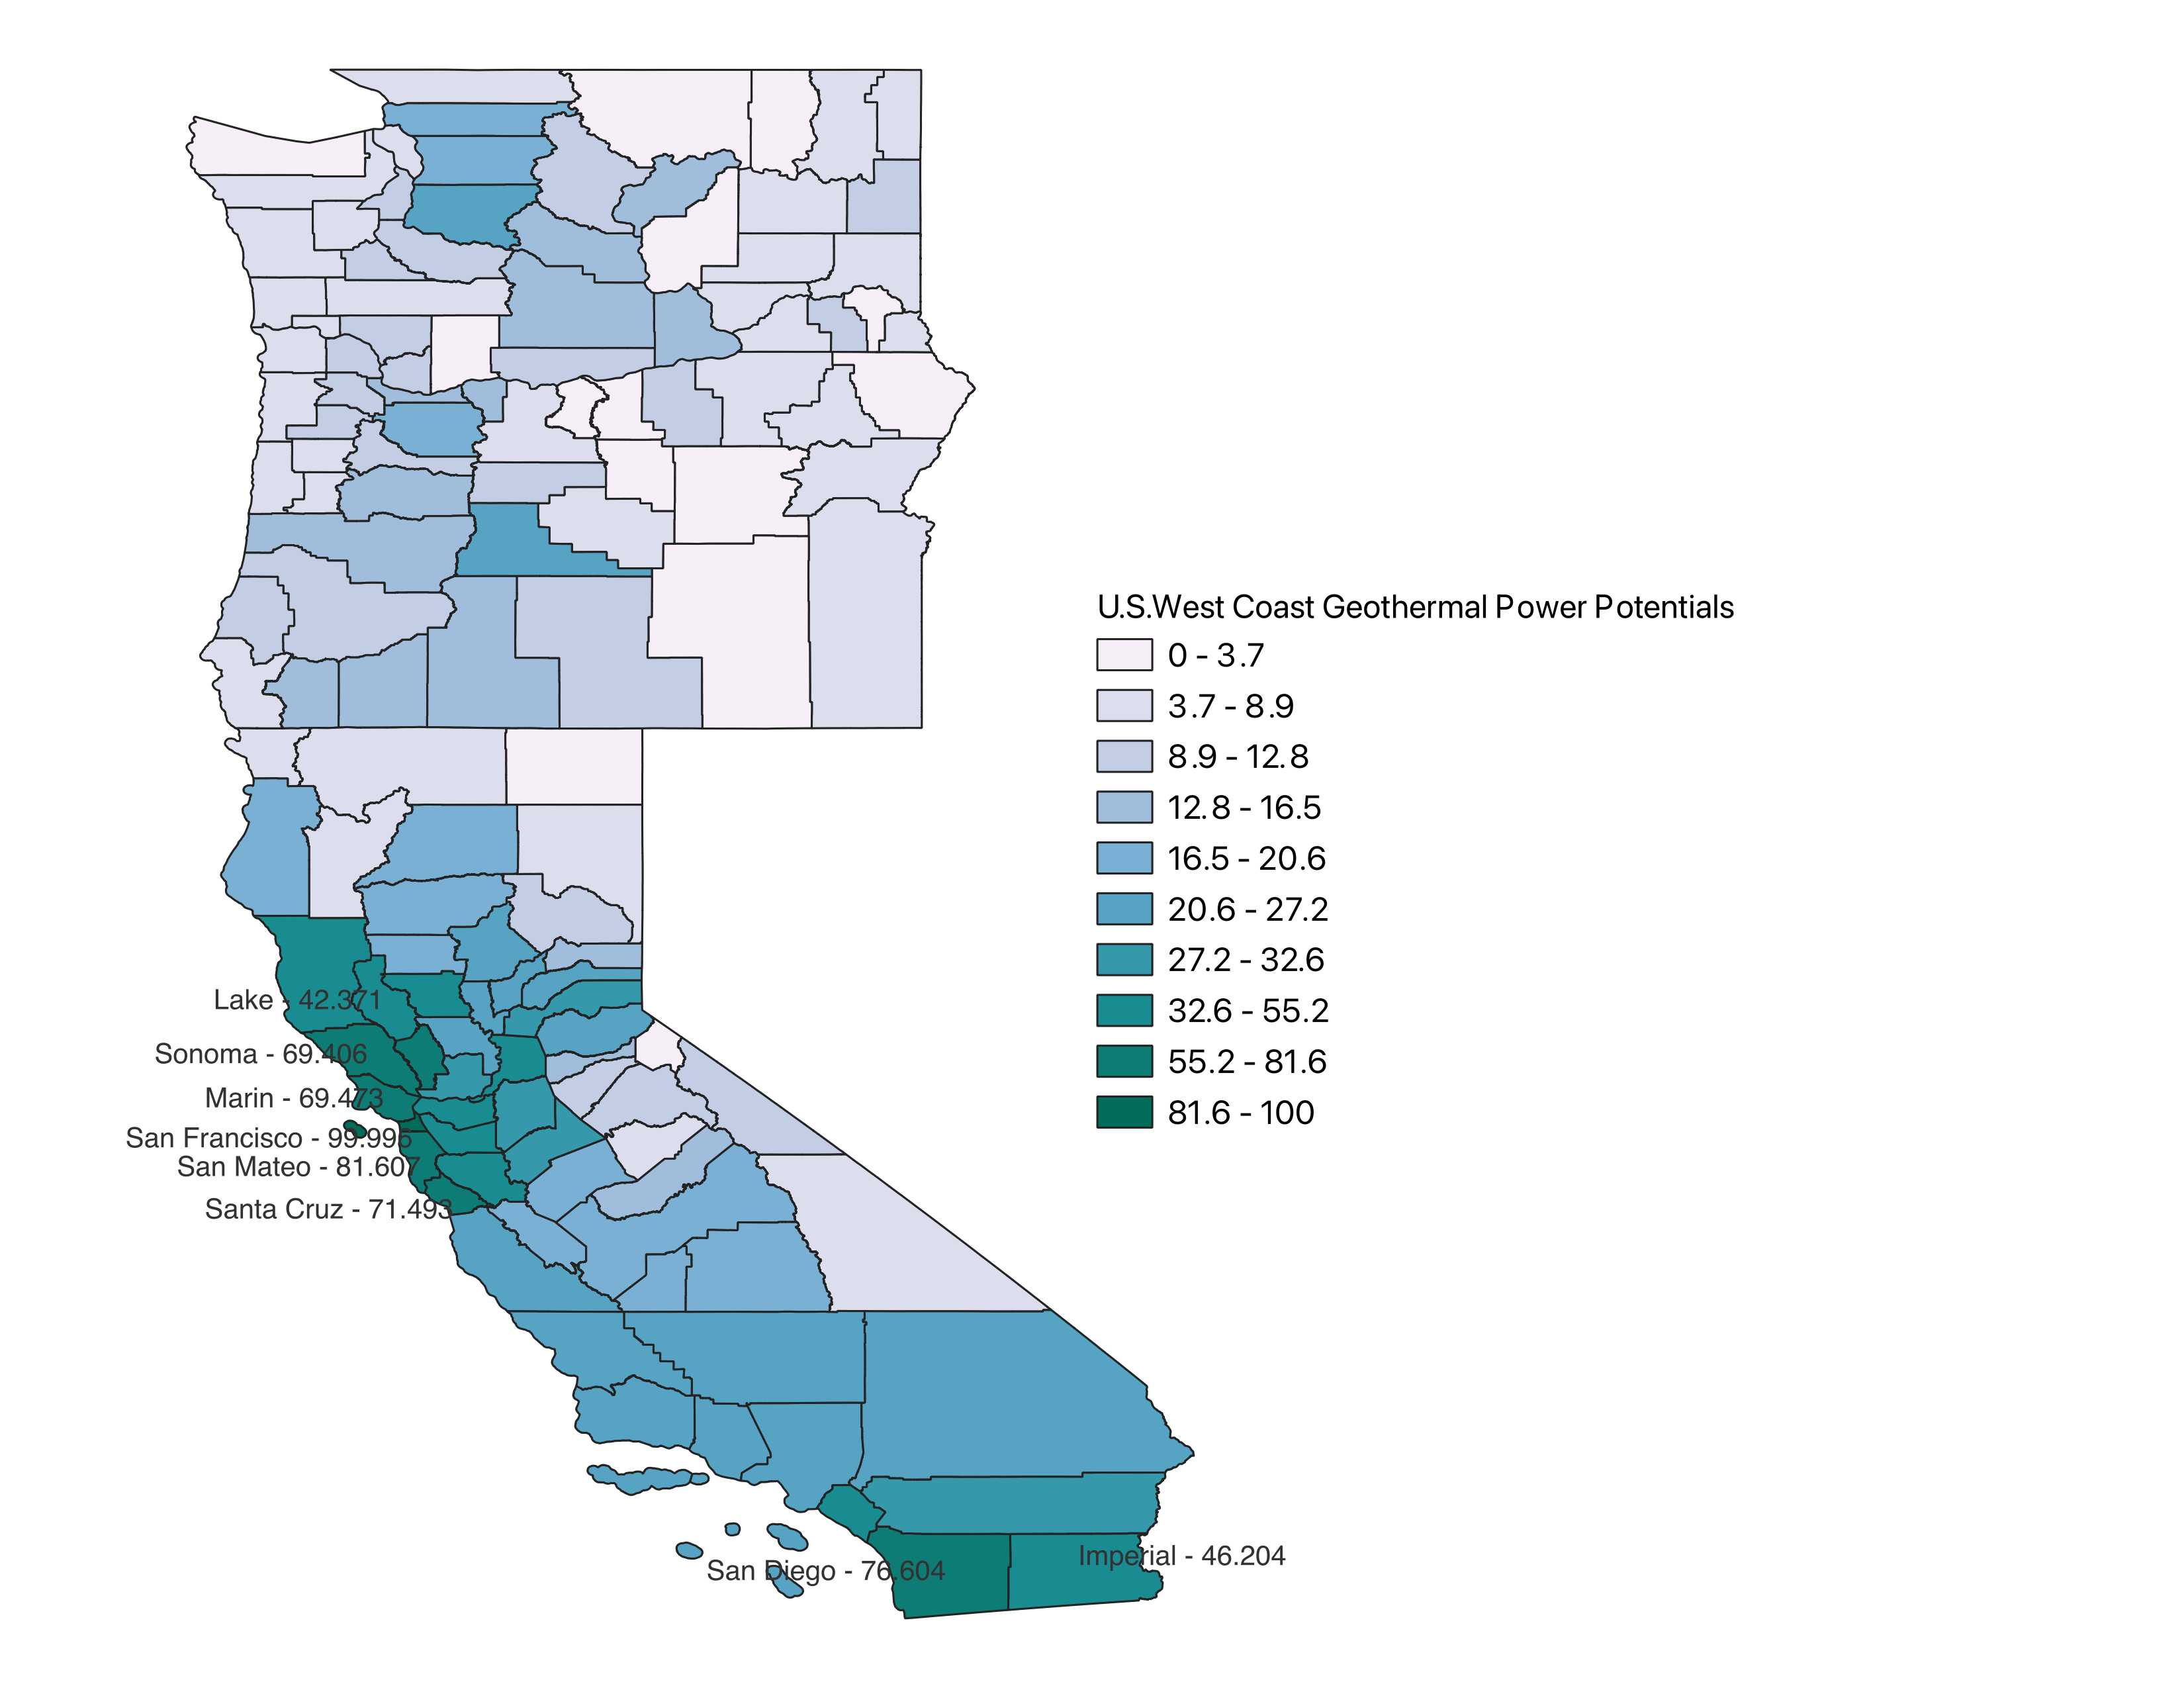 U.S.West Coast Geothermal Power Potentials
0 - 3.7
3.7 - 8.9
8.9 - 12.8
12.8 - 16.5
16.5 - 20.6
20.6 - 27.2
27.2 - 32.6
32.6 - 55.2
55.2 - 81.6
81.6 - 100
Lake - 42.371
Sonoma - 69.406
Marin - 69.473
San Francisco - 99.996
San Mateo - 81.607
Santa Cruz - 71.493
San Diego - 76.604
Imperial - 46.204